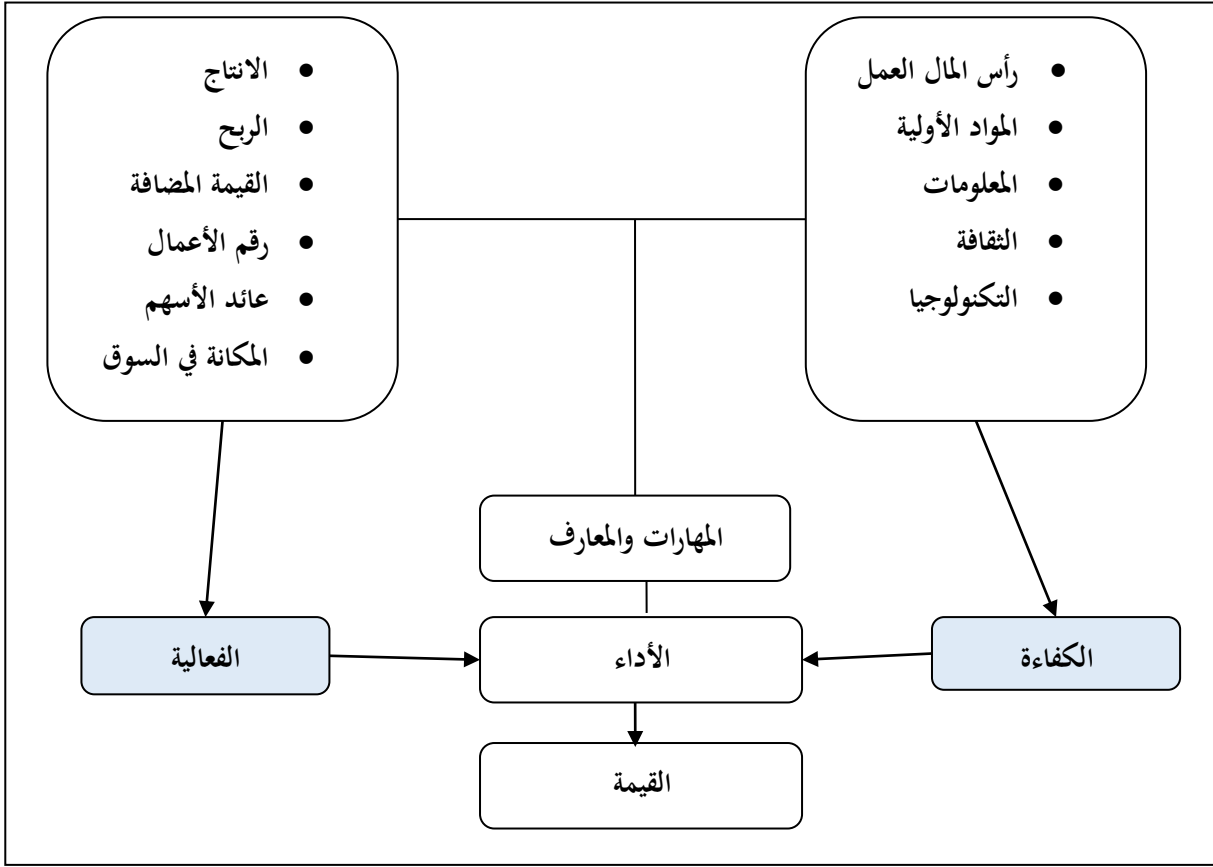 رأس المال العمل
المواد الأولية
المعلومات
الثقافة
التكنولوجيا
الانتاج
الربح
القيمة المضافة
رقم الأعمال
عائد الأسهم
المكانة في السوق
المهارات والمعارف
الكفاءة
الأداء
الفعالية
القيمة